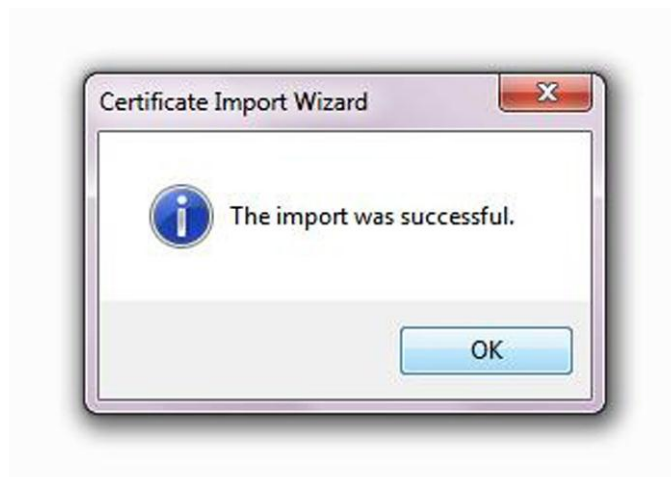 Certificate Import Wizard
The import was successful.
OK